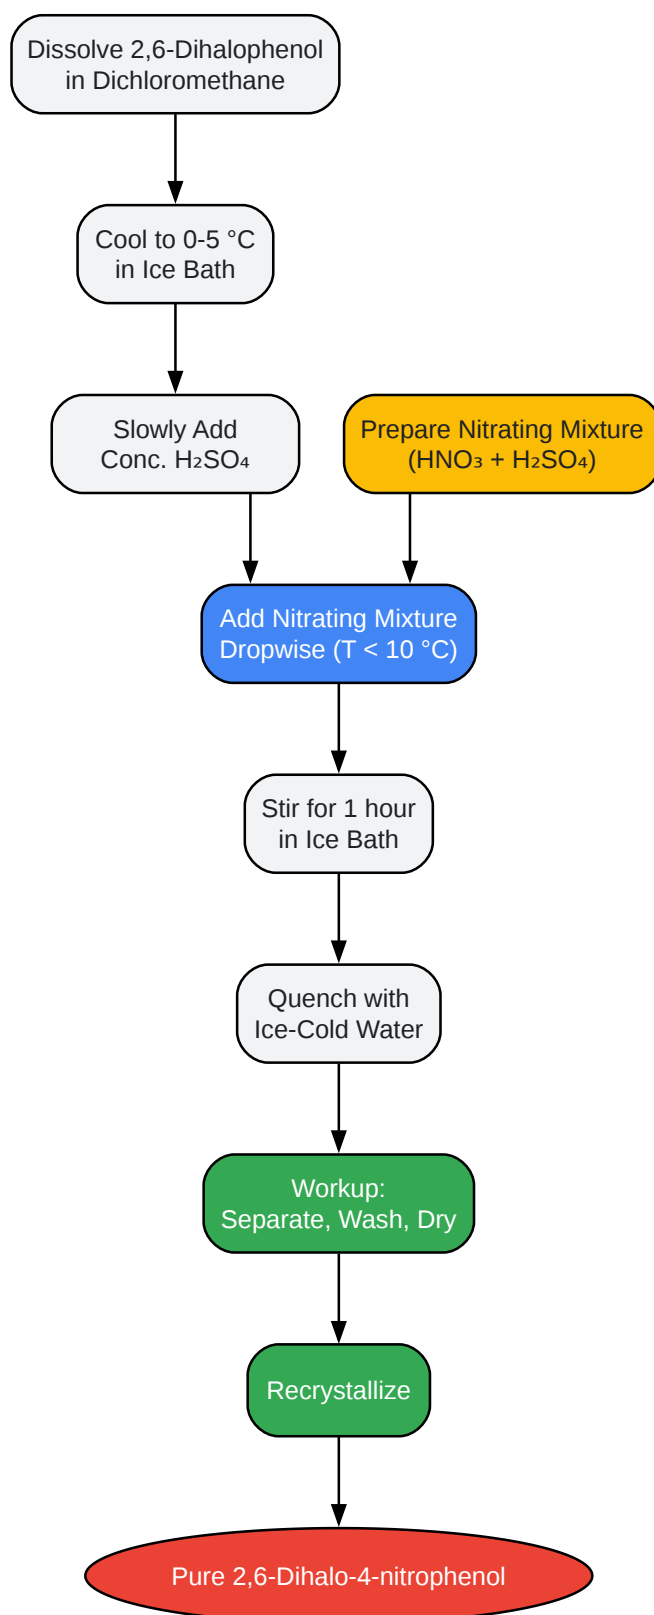 Dissolve 2,6-Dihalophenol
in Dichloromethane
Cool to 0-5 °C
in Ice Bath
Slowly Add
Conc. H₂SO₄
Prepare Nitrating Mixture
(HNO₃ + H₂SO₄)
Add Nitrating Mixture
Dropwise (T < 10 °C)
Stir for 1 hour
in Ice Bath
Quench with
Ice-Cold Water
Workup:
Separate, Wash, Dry
Recrystallize
Pure 2,6-Dihalo-4-nitrophenol